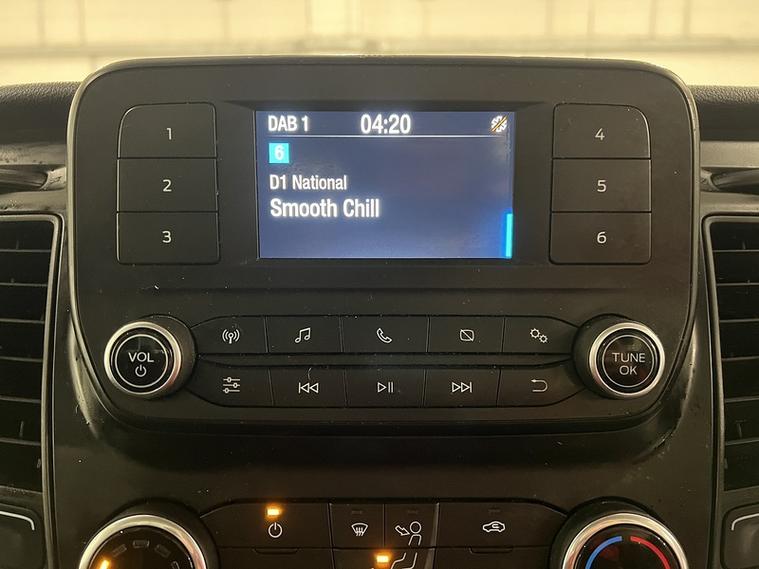 DAB 1 04:20
6
D1 National
Smooth Chill
1
2
3
4
5
6
VOL
TUNE
OK